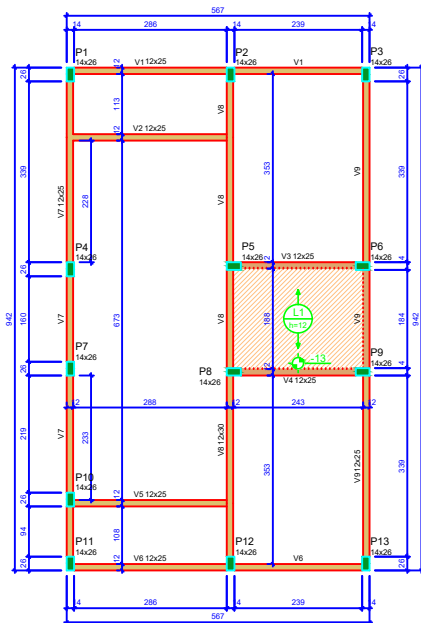 567
14 286 14 239 14
P1 P2 P3
14x26 14x26 14x26
V1 12x25 V1
26 12 26
113 V8
V2 12x25
12
339 228 353 339
V7 12x25 V8 V9
P4 P5 P6
14x26 14x26 V3 12x25 14x26
26 12 4
942 160 673 188 184 942
L1
h=12
V7 V8 V9
-13
P7 P8 P9
14x26 14x26 14x26
26 12 4
V4 12x25
12 288 12 243 12
219 233 353 339
V7 V8 12x30 V9 12x25
P10
14x26
26 V5 12x25 12
94 108
P11 P12 P13
14x26 14x26 14x26
V6 12x25 V6
26 12 26
14 286 14 239 14
567